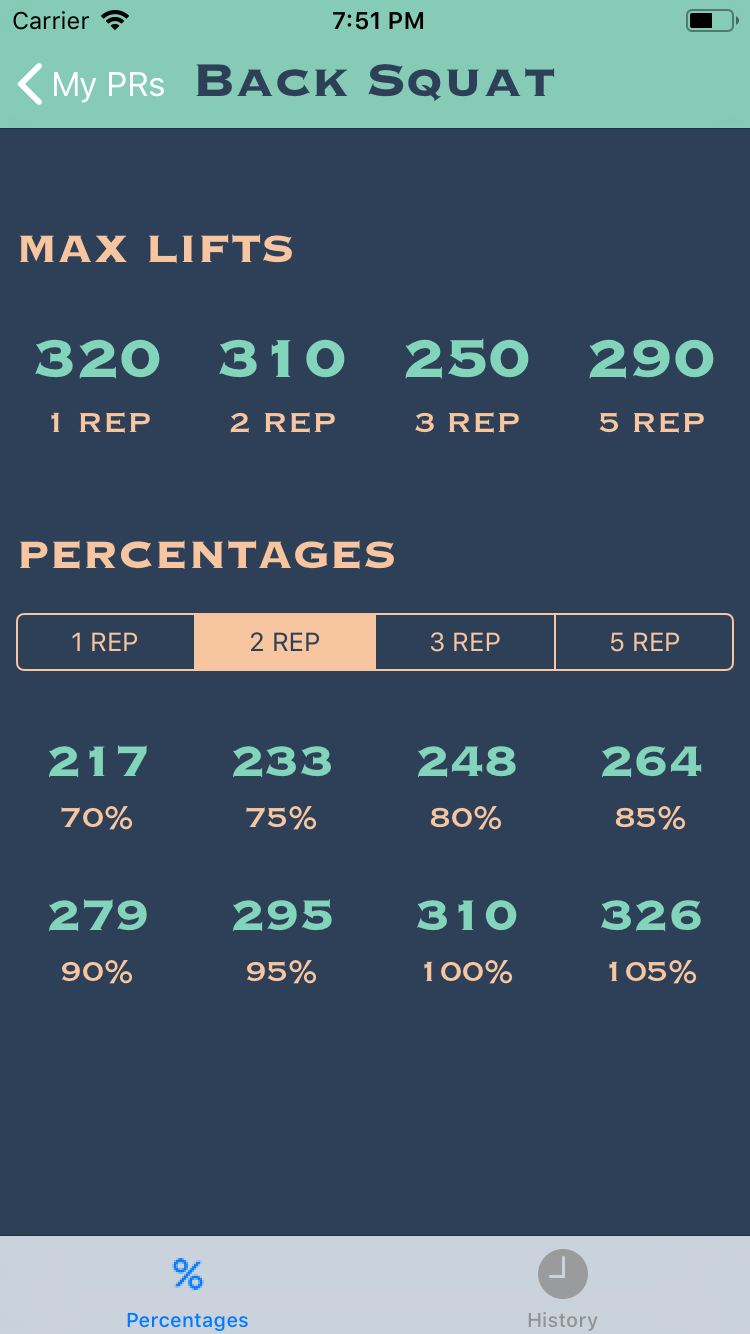 Carrier 7:51 PM
My PRs Back Squat
MAX LIFTS
320 310 250 290
1 REP 2 REP 3 REP 5 REP
PERCENTAGES
1 REP 2 REP 3 REP 5 REP
217 233 248 264
70% 75% 80% 85%
279 295 310 326
90% 95% 100% 105%
%
Percentages History